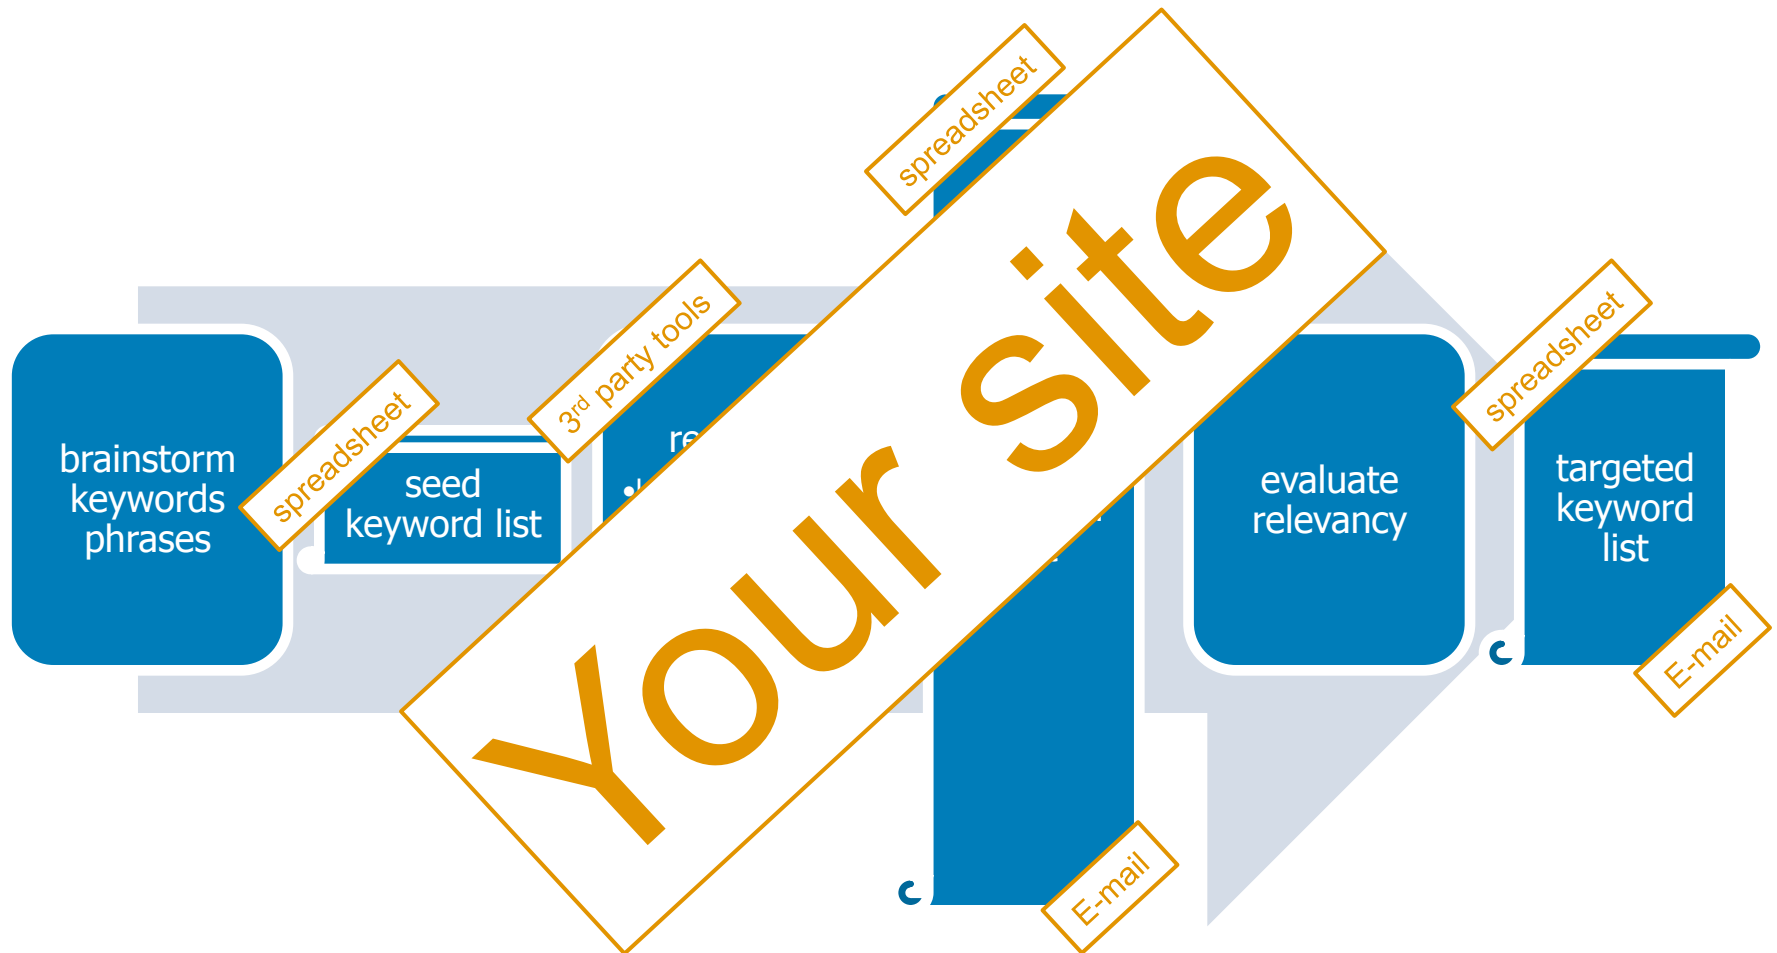 brainstorm
keywords
phrases
spreadsheet
seed
keyword list
3rd party tools
spreadsheet
Your site
evaluate
relevancy
spreadsheet
targeted
keyword
list
E-mail
E-mail